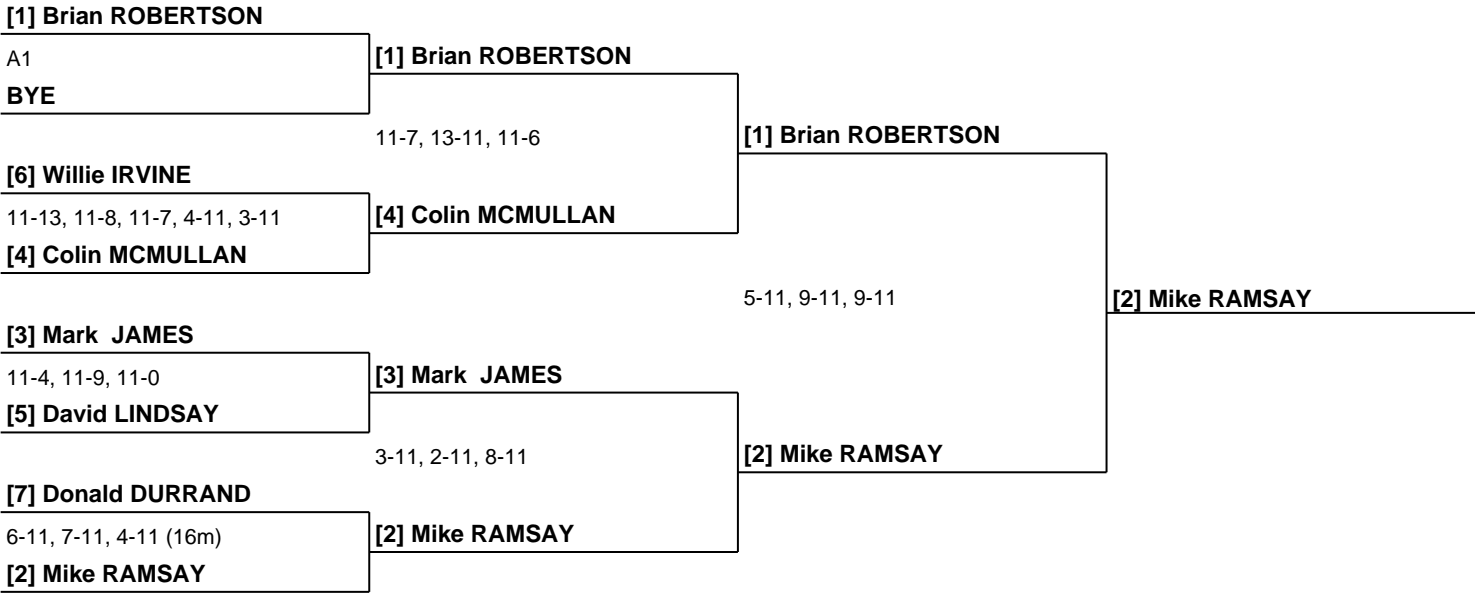 [1] Brian ROBERTSON
A1
BYE
[1] Brian ROBERTSON
11-7, 13-11, 11-6
[1] Brian ROBERTSON
[6] Willie IRVINE
11-13, 11-8, 11-7, 4-11, 3-11
[4] Colin MCMULLAN
[4] Colin MCMULLAN
5-11, 9-11, 9-11
[2] Mike RAMSAY
[3] Mark  JAMES
11-4, 11-9, 11-0
[5] David LINDSAY
[3] Mark  JAMES
3-11, 2-11, 8-11
[2] Mike RAMSAY
[7] Donald DURRAND
6-11, 7-11, 4-11 (16m)
[2] Mike RAMSAY
[2] Mike RAMSAY